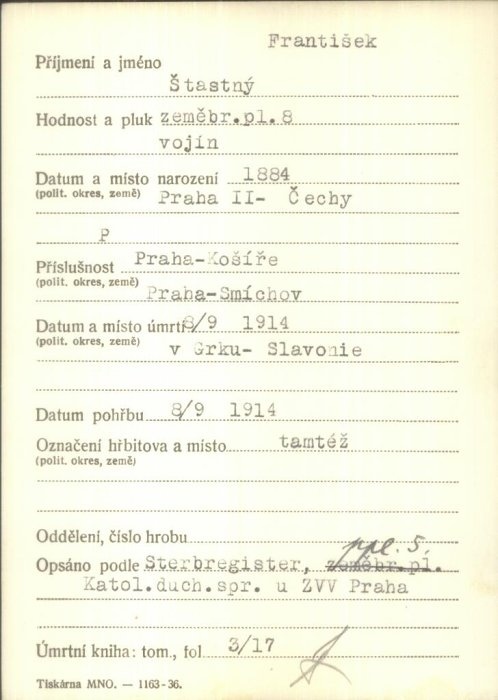 František
Příjmení a jméno
Šťastný
Hodnost a pluk zeměbr.pl.8
vojín
Datum a místo narození 1884
(polit. okres, země) Praha II- Čechy
P
Příslušnost Praha-Košíře
(polit. okres, země)
Praha-Smíchov
Datum a místo úmrtí 8/9 1914
(polit. okres, země) v Grku- Slavonie
Datum pohřbu 8/9 1914
Označení hřbitova a místo tamtéž
(polit. okres, země)
Oddělení, číslo hrobu
ppl. 5.
Opsáno podle Sterbregister, zeměbr.pl.
Katol.duch.spr. u ZVV Praha
Úmrtní kniha: tom., fol 3/17
Tiskárna MNO. — 1163-36.